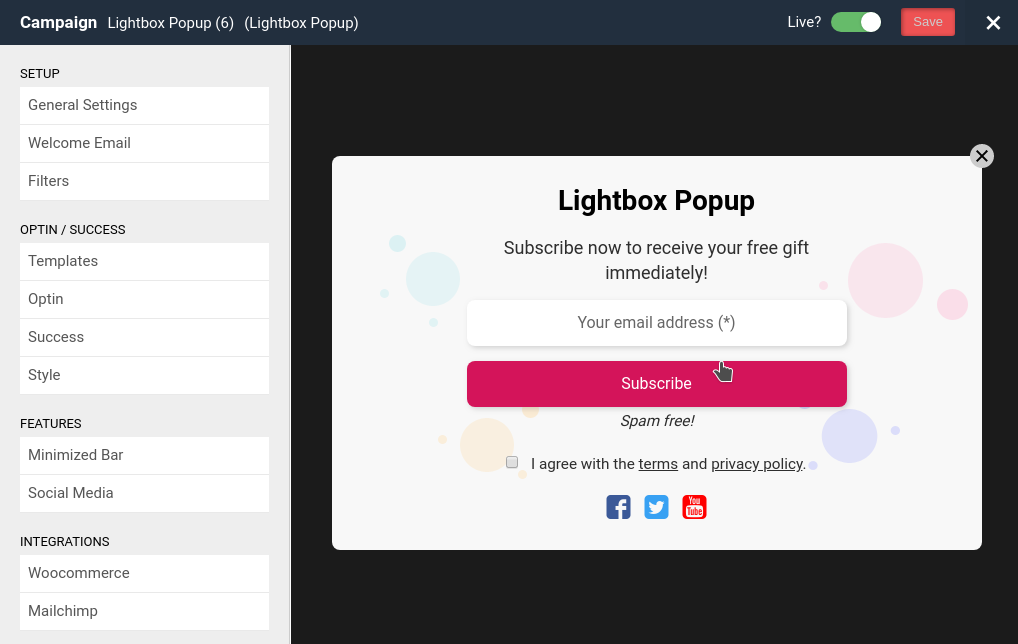 Campaign Lightbox Popup (6) (Lightbox Popup) Live? Save
SETUP
General Settings
Welcome Email
Filters
OPTIN / SUCCESS
Templates
Optin
Success
Style
FEATURES
Minimized Bar
Social Media
INTEGRATIONS
Woocommerce
Mailchimp
Lightbox Popup
Subscribe now to receive your free gift
immediately!
Your email address (*)
Subscribe
Spam free!
I agree with the terms and privacy policy.
You
Tube